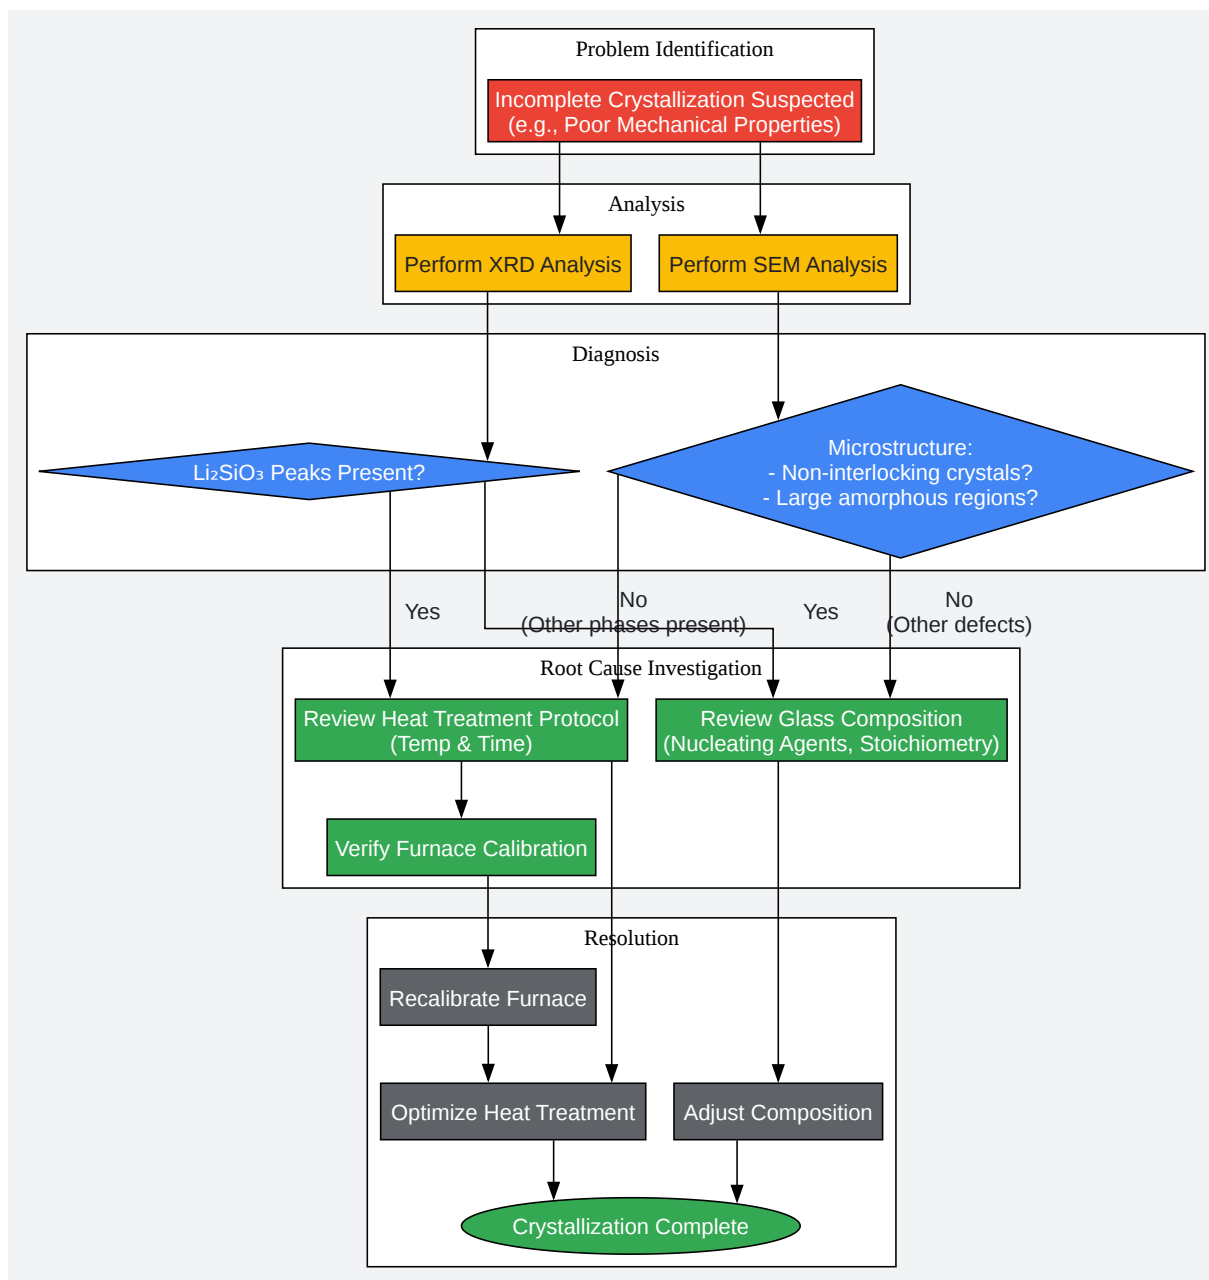 Problem Identification
Incomplete Crystallization Suspected
(e.g., Poor Mechanical Properties)
Analysis
Perform XRD Analysis
Perform SEM Analysis
Diagnosis
Li₂SiO₃ Peaks Present?
Microstructure:
- Non-interlocking crystals?
- Large amorphous regions?
Yes
No
(Other phases present)
Yes
No
(Other defects)
Root Cause Investigation
Review Heat Treatment Protocol
(Temp & Time)
Review Glass Composition
(Nucleating Agents, Stoichiometry)
Verify Furnace Calibration
Resolution
Recalibrate Furnace
Optimize Heat Treatment
Adjust Composition
Crystallization Complete